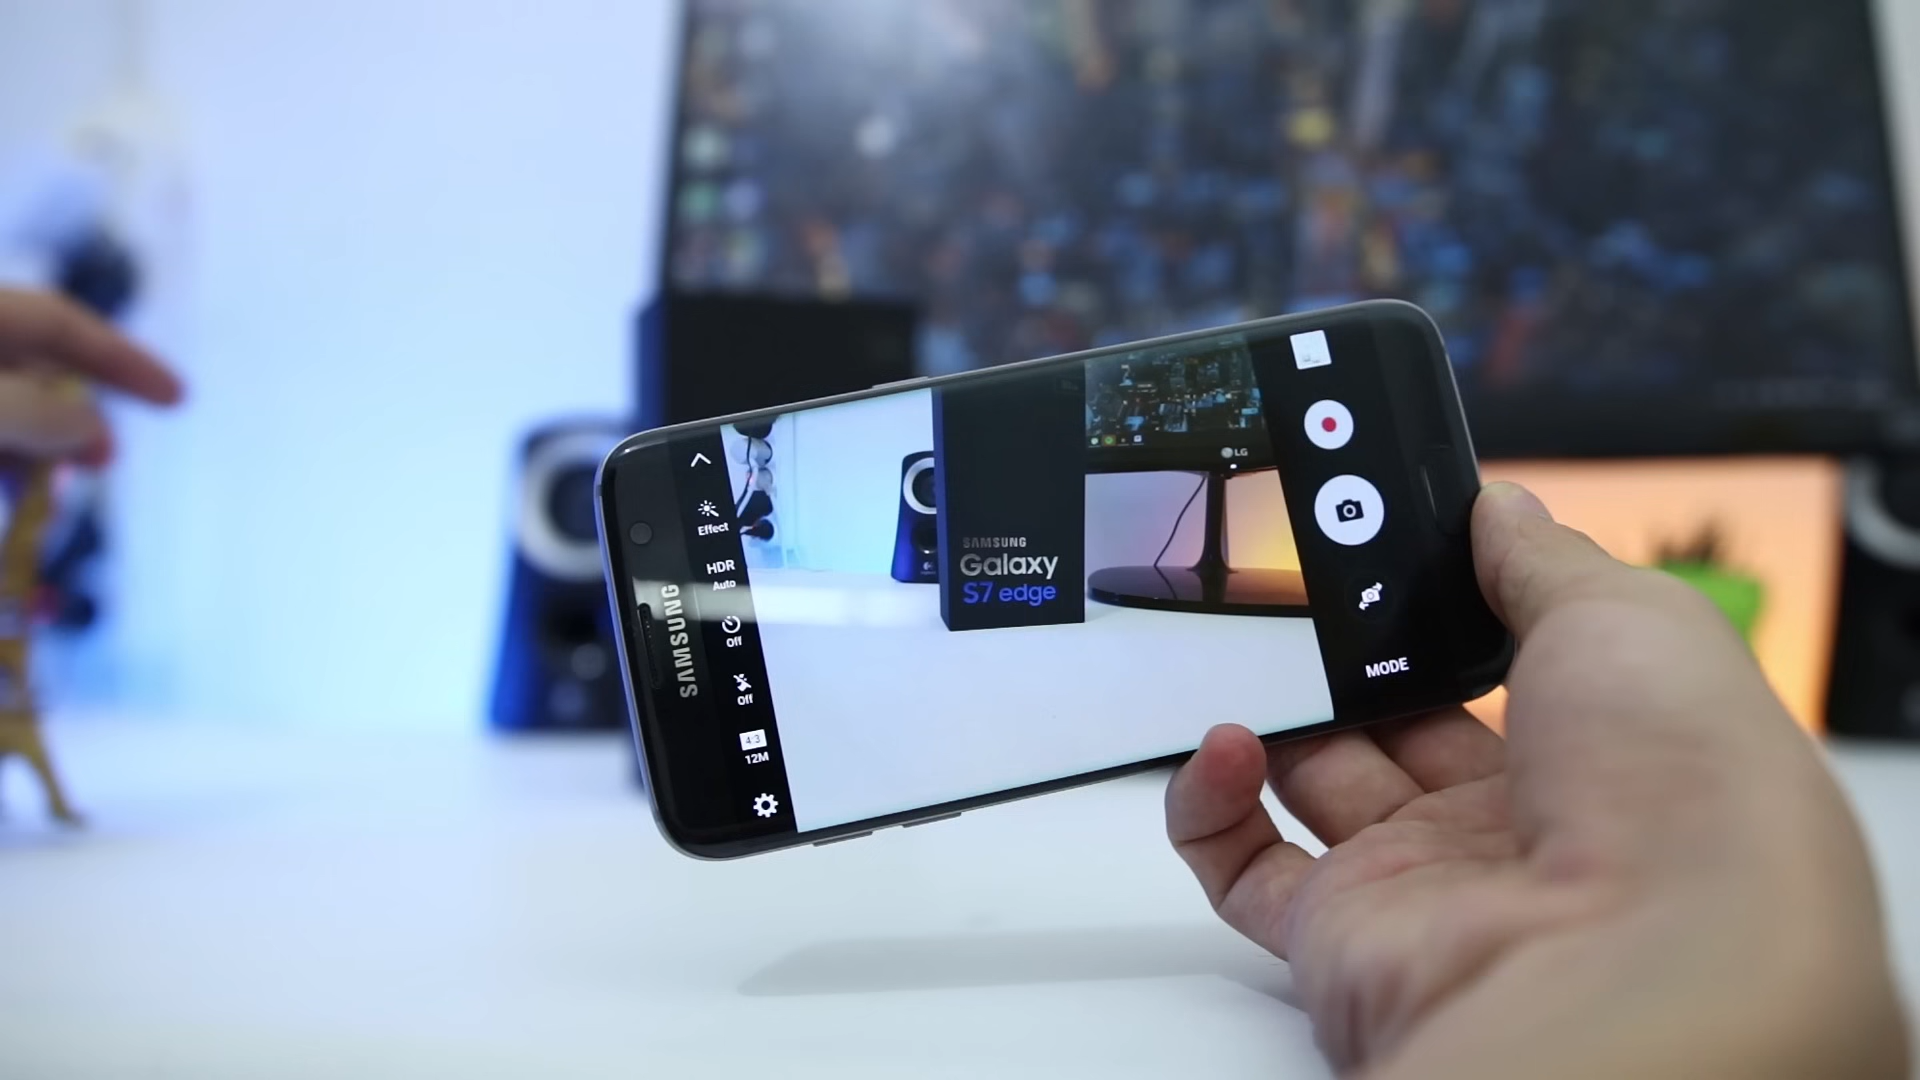 SAMSUNG
Effect
HDR
Auto
Off
Off
4:3
12M
SAMSUNG
Galaxy
S7 edge
LG
MODE